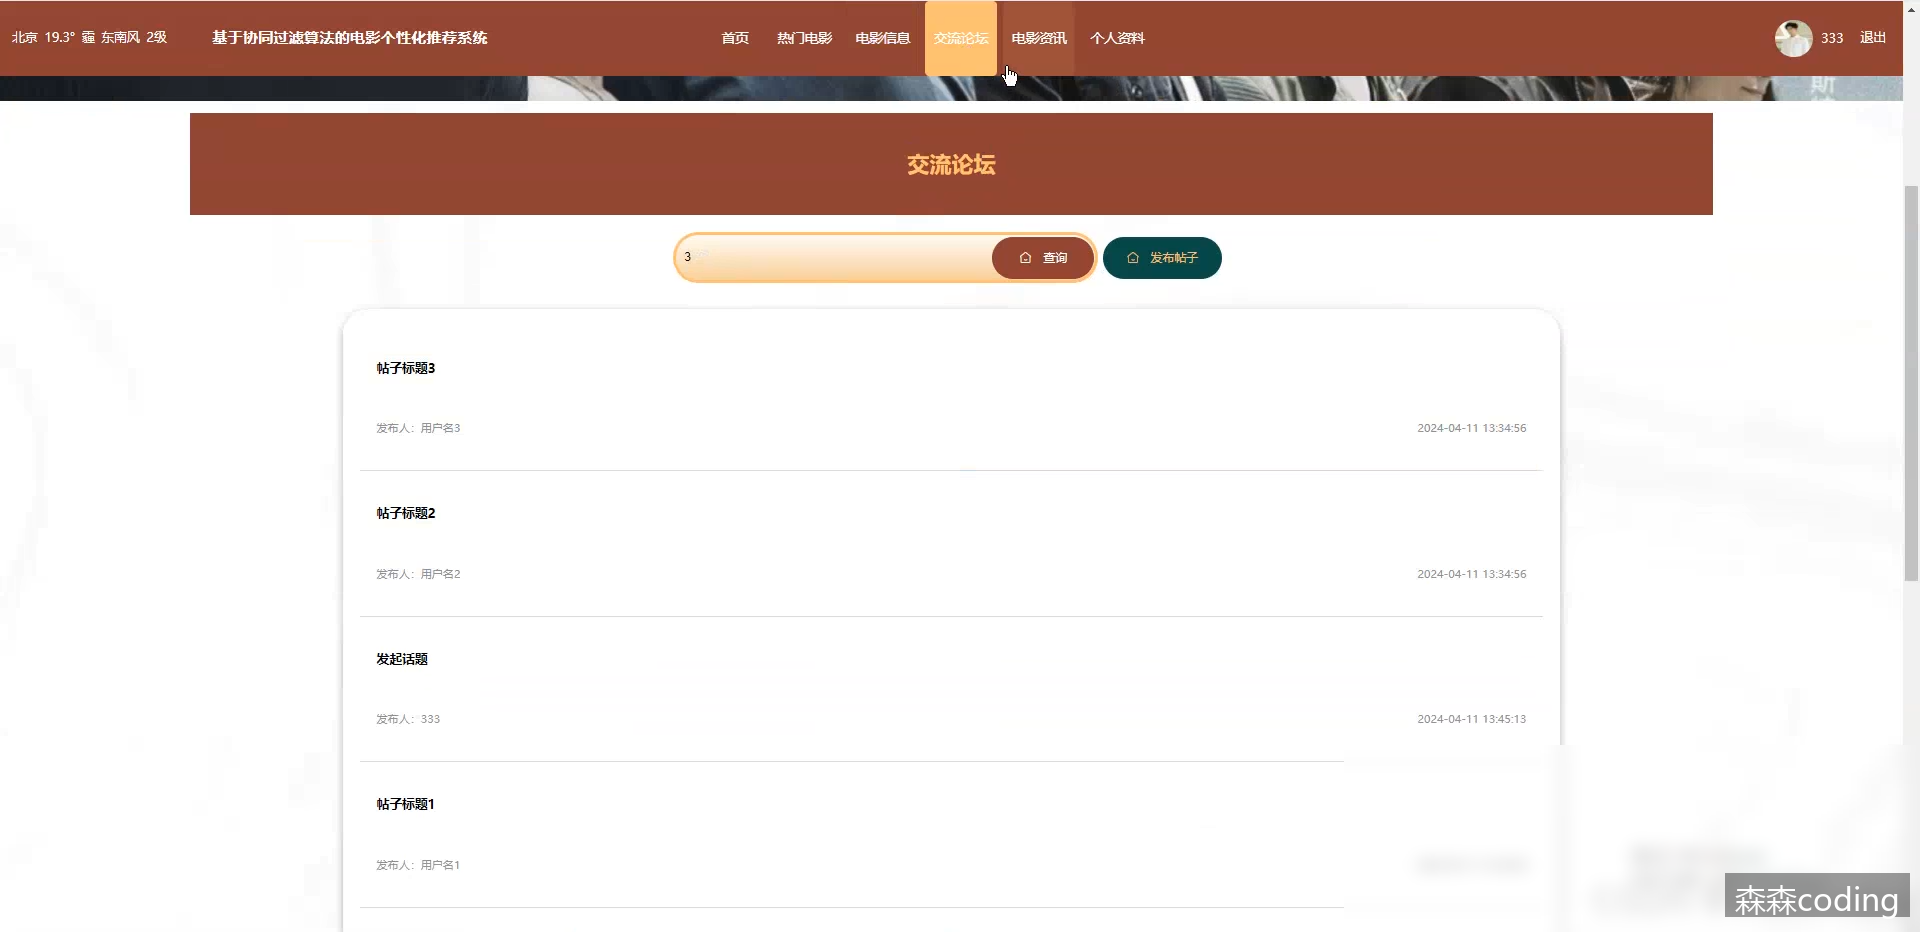 北京 19.3° 霾 东南风 2级 基于协同过滤算法的电影个性化推荐系统 首页 热门电影 电影信息 交流论坛 电影资讯 个人资料 333 退出
交流论坛
3 查询 发布帖子
帖子标题3
发布人：用户名3 2024-04-11 13:34:56
帖子标题2
发布人：用户名2 2024-04-11 13:34:56
发起话题
发布人：333 2024-04-11 13:45:13
帖子标题1
发布人：用户名1
森森coding